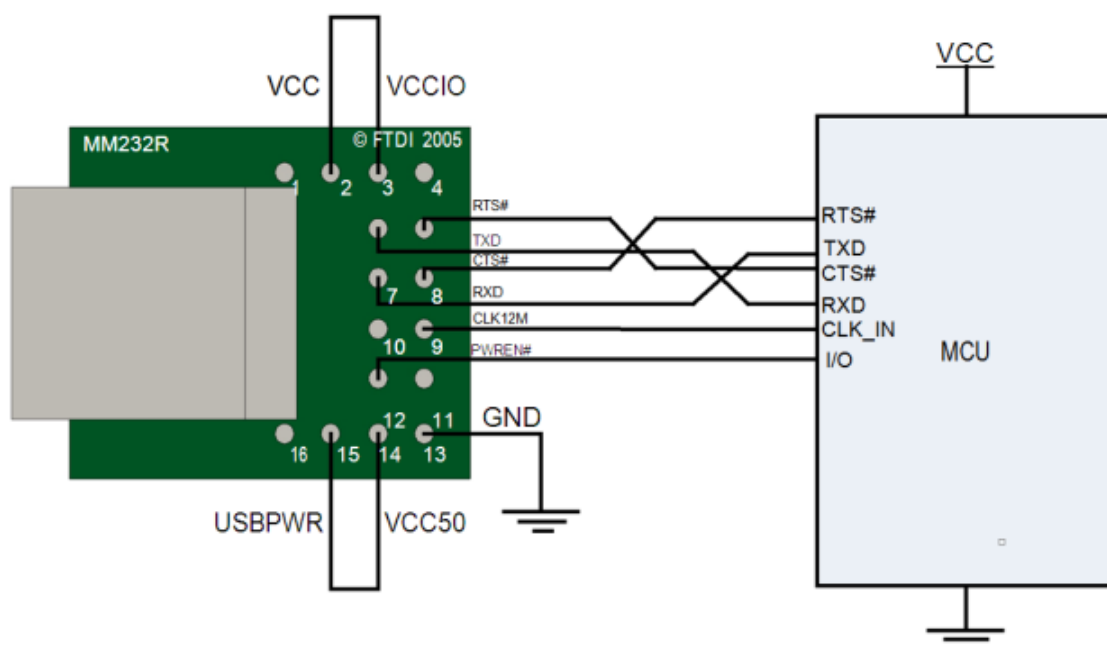 VCC
VCC VCCIO
MM232R © FTDI 2005
1 2 3 4
RTS#
RTS#
TXD
TXD
CTS#
CTS#
7 8
RXD
RXD
CLK12M
CLK_IN
10 9
PWREN#
I/O
MCU
12 11
GND
16 15 14 13
USBPWR VCC50